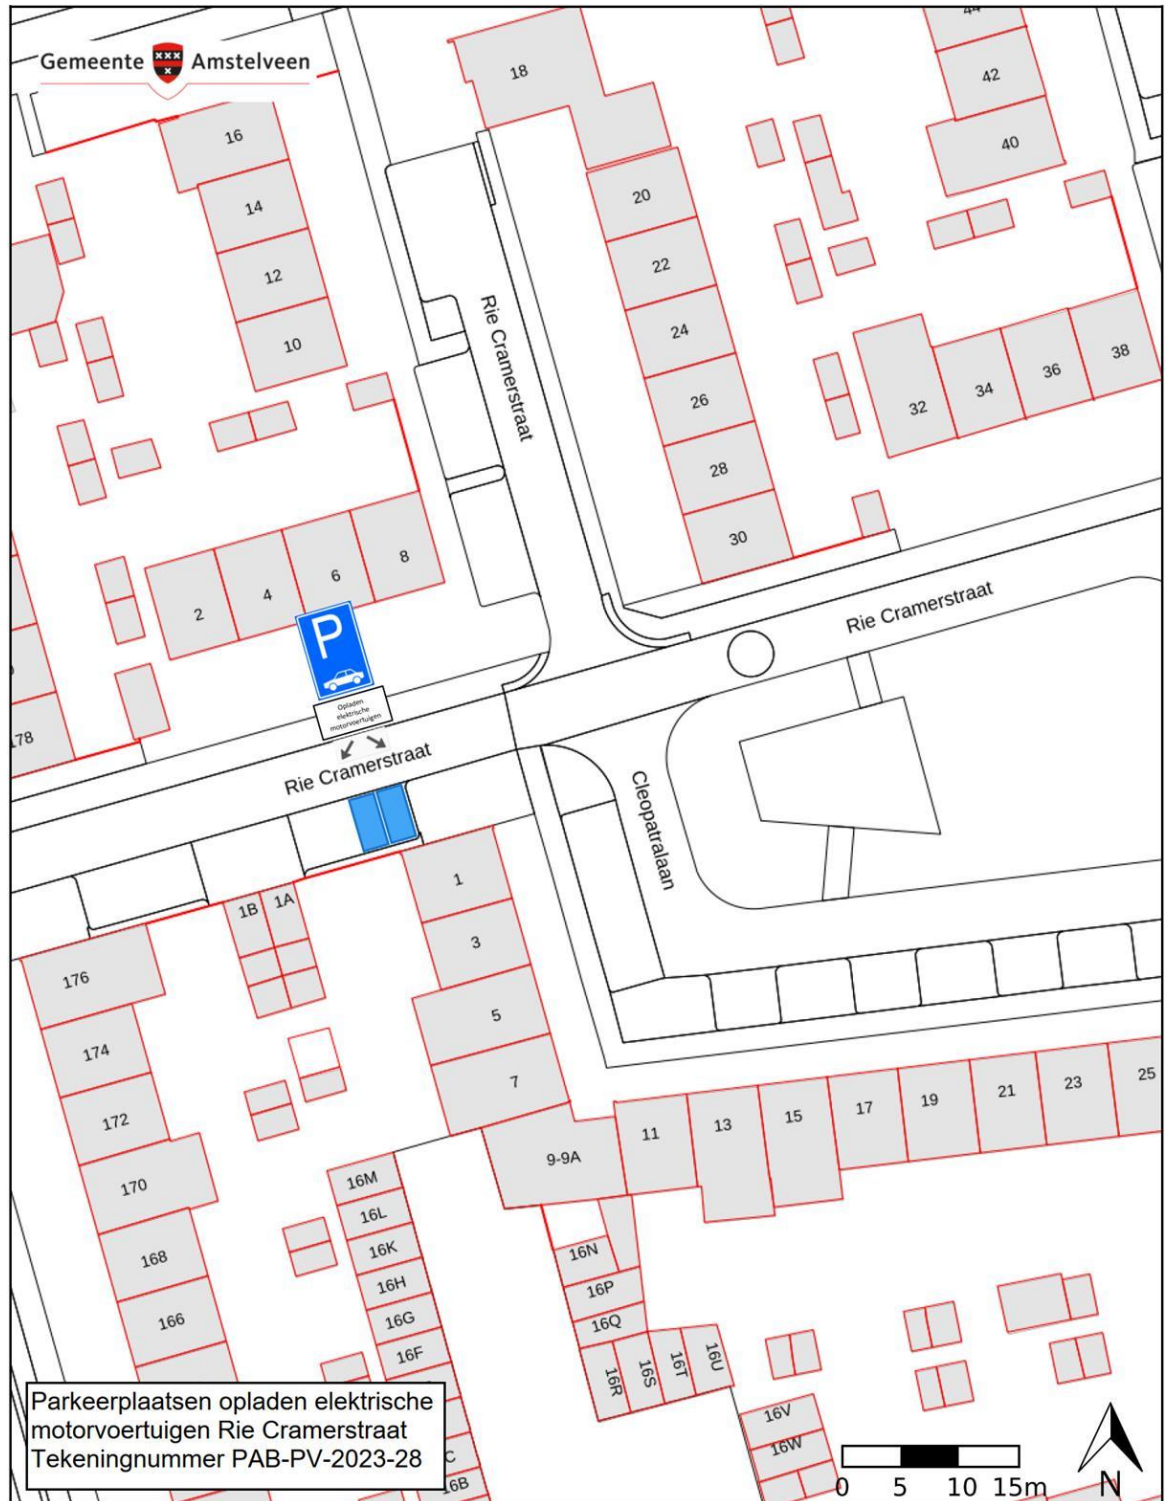 Gemeente Amstelveen
18
44
42
40
16
14
12
10
20
22
24
26
28
30
Rie Cramerstraat
38
36
34
32
8
6
4
2
P
Opladen
elektrische
motorvoertuigen
Rie Cramerstraat
Rie Cramerstraat
Cleopatralaan
178
1
3
5
7
1B
1A
176
174
172
170
168
166
9-9A
11
13
15
17
19
21
23
25
16M
16L
16K
16H
16G
16F
16N
16P
16Q
16R
16S
16T
16U
16V
16W
C
16B
Parkeerplaatsen opladen elektrische
motorvoertuigen Rie Cramerstraat
Tekeningnummer PAB-PV-2023-28
0 5 10 15m
N